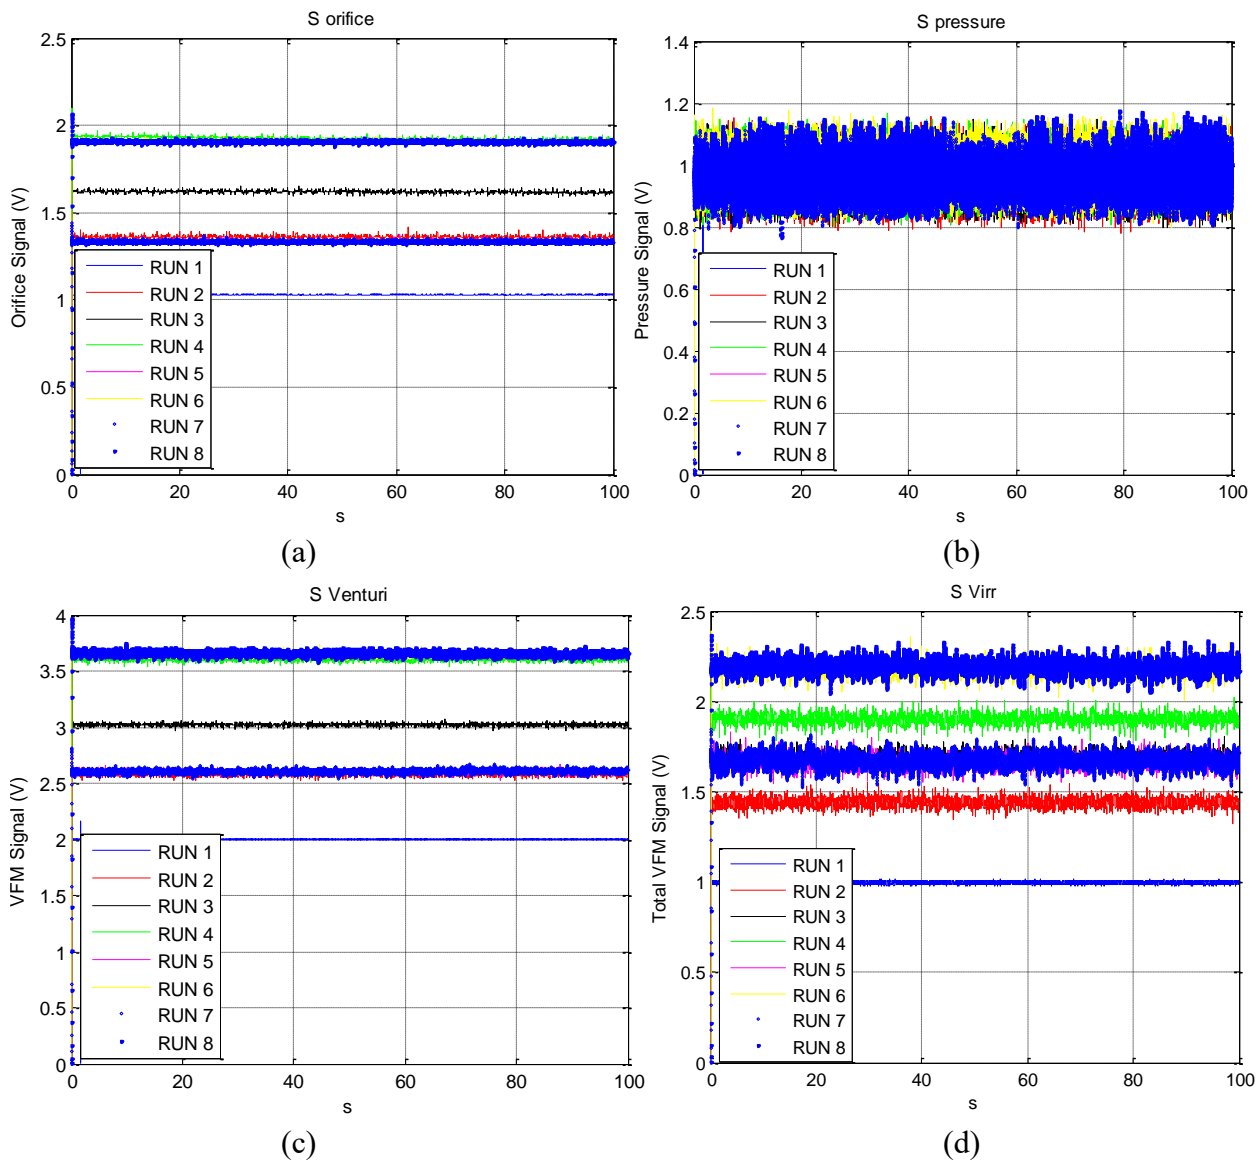 S orifice
2.5
2
1.5
1
0.5
0
Orifice Signal (V)
RUN 1
RUN 2
RUN 3
RUN 4
RUN 5
RUN 6
RUN 7
RUN 8
0 20 40 60 80 100
s
(a)
S pressure
1.4
1.2
1
0.8
0.6
0.4
0.2
0
Pressure Signal (V)
RUN 1
RUN 2
RUN 3
RUN 4
RUN 5
RUN 6
RUN 7
RUN 8
0 20 40 60 80 100
s
(b)
S Venturi
4
3.5
3
2.5
2
1.5
1
0.5
0
VFM Signal (V)
RUN 1
RUN 2
RUN 3
RUN 4
RUN 5
RUN 6
RUN 7
RUN 8
0 20 40 60 80 100
s
(c)
S Virr
2.5
2
1.5
1
0.5
0
Total VFM Signal (V)
RUN 1
RUN 2
RUN 3
RUN 4
RUN 5
RUN 6
RUN 7
RUN 8
0 20 40 60 80 100
s
(d)